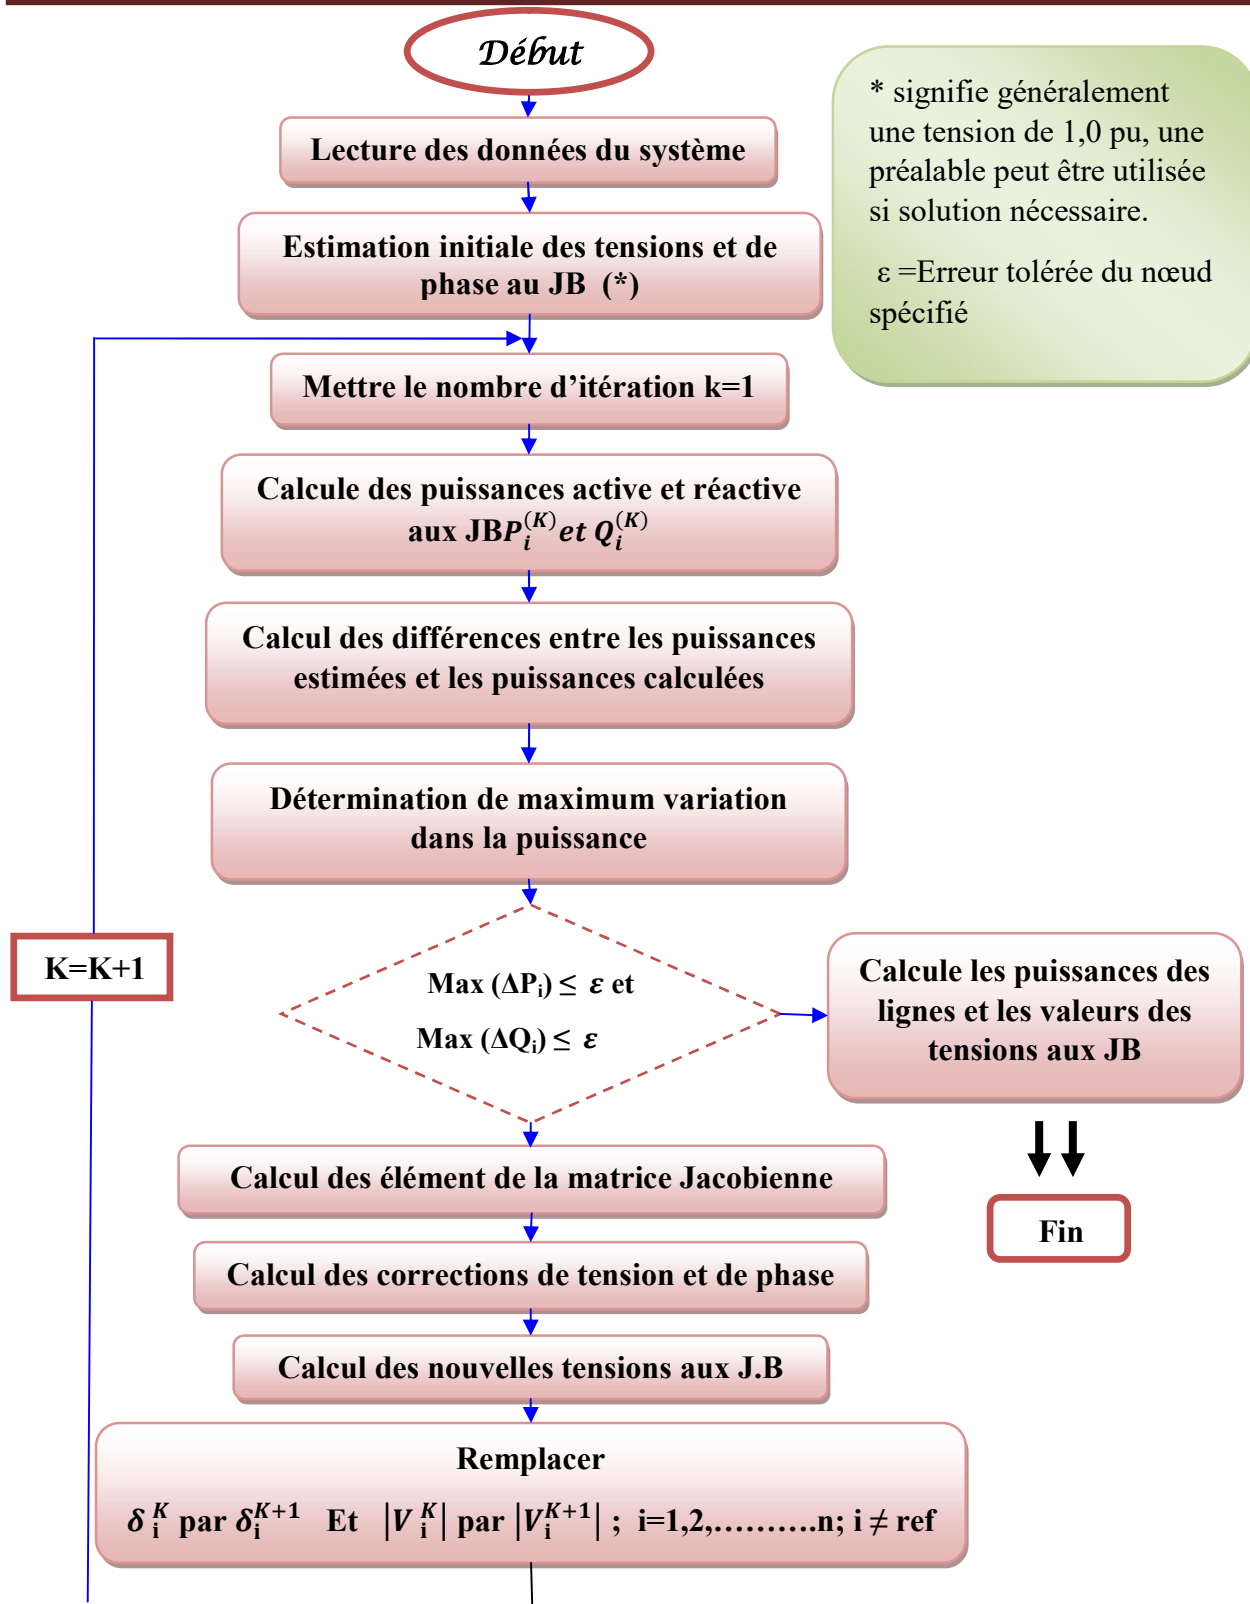 Début
* signifie généralement
une tension de 1,0 pu, une
préalable peut être utilisée
si solution nécessaire.
ε =Erreur tolérée du nœud
spécifié
Lecture des données du système
Estimation initiale des tensions et de
phase au JB (*)
Mettre le nombre d’itération k=1
Calcule des puissances active et réactive
aux JB$P_i^{(K)}$et $Q_i^{(K)}$
Calcul des différences entre les puissances
estimées et les puissances calculées
Détermination de maximum variation
dans la puissance
K=K+1
Max (ΔPᵢ) ≤ ε et
Max (ΔQᵢ) ≤ ε
Calcule les puissances des
lignes et les valeurs des
tensions aux JB
Fin
Calcul des élément de la matrice Jacobienne
Calcul des corrections de tension et de phase
Calcul des nouvelles tensions aux J.B
Remplacer
$\delta_i^K$ par $\delta_i^{K+1}$ Et $|V_i^K|$ par $|V_i^{K+1}|$ ; i=1,2,……….n; i ≠ ref